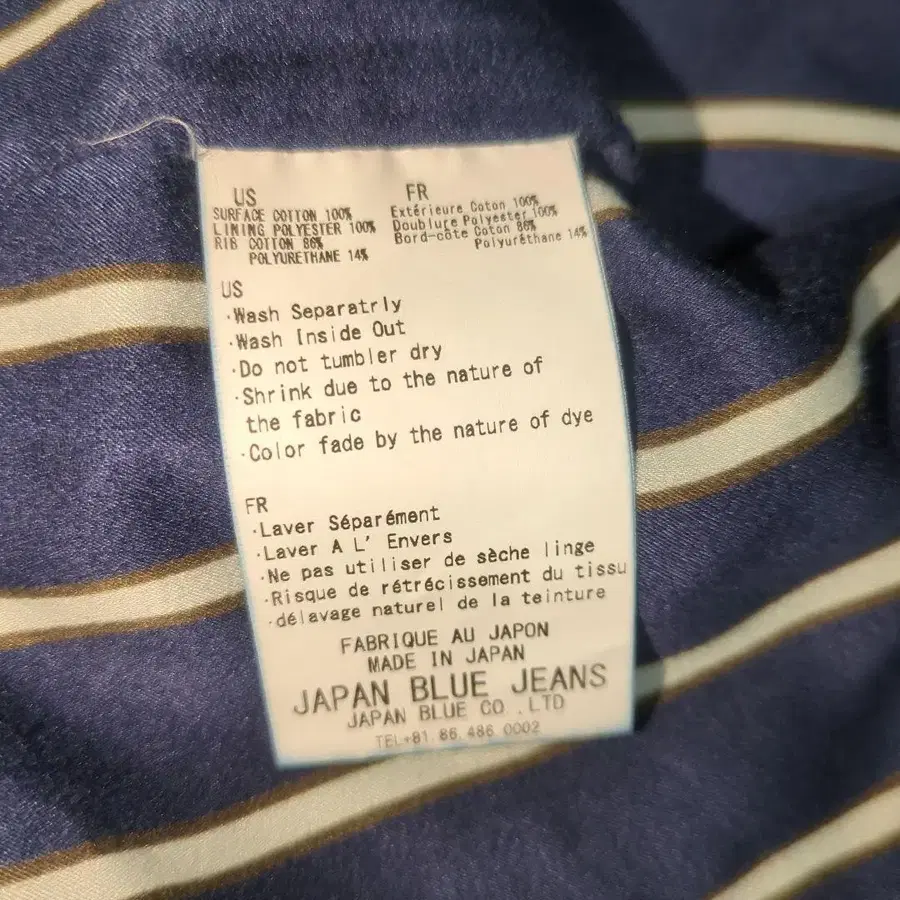 US
SURFACE COTTON 100%
LINING POLYESTER 100%
RIB COTTON 86%
POLYURETHANE 14%
FR
Extérieure Coton 100%
Doublure Polyester 100%
Bord-côte Coton 86%
Polyuréthane 14%
US
·Wash Separatrly
·Wash Inside Out
·Do not tumbler dry
·Shrink due to the nature of
the fabric
·Color fade by the nature of dye
FR
·Laver Séparément
·Laver A L' Envers
·Ne pas utiliser de sèche linge
·Risque de rétrécissement du tissu
·délavage naturel de la teinture
FABRIQUE AU JAPON
MADE IN JAPAN
JAPAN BLUE JEANS
JAPAN BLUE CO.,LTD
TEL+81.86.486.0002